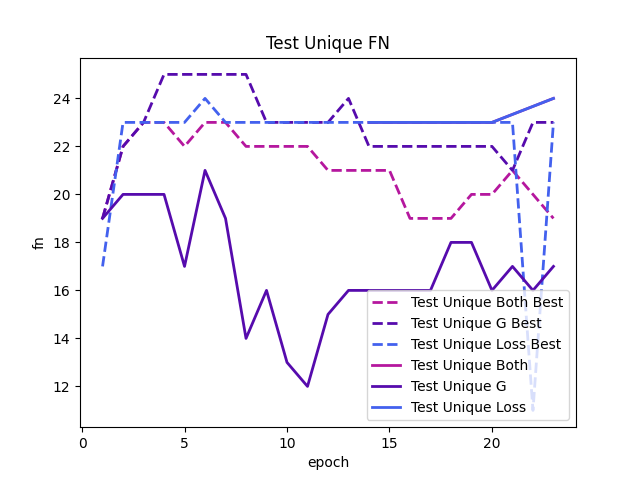 Test Unique FN
fn
24
22
20
18
16
14
12
0
5
10
15
20
epoch
Test Unique Both Best
Test Unique G Best
Test Unique Loss Best
Test Unique Both
Test Unique G
Test Unique Loss